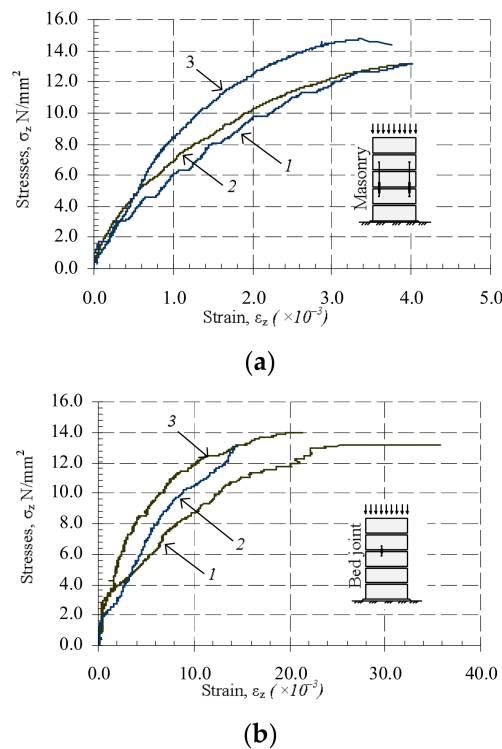 (a)
16.0
14.0
12.0
10.0
8.0
6.0
4.0
2.0
0.0
Stresses, σz N/mm²
3
2
1
Masonry
0.0 1.0 2.0 3.0 4.0 5.0
Strain, εz (×10⁻³)
(a)
16.0
14.0
12.0
10.0
8.0
6.0
4.0
2.0
0.0
Stresses, σz N/mm²
3
2
1
Bed joint
0.0 10.0 20.0 30.0 40.0
Strain, εz (×10⁻³)
(b)